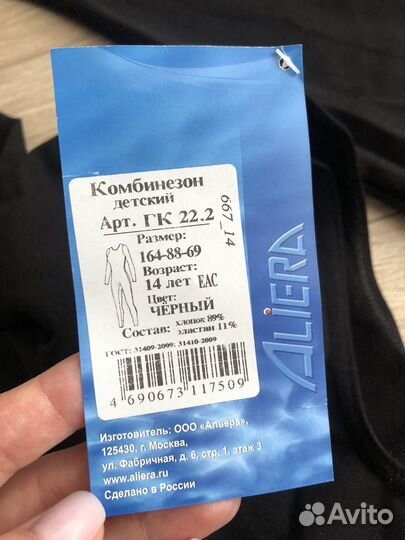 Комбинезон
детский
Арт. ГК 22.2
Размер:
164-88-69
Возраст:
14 лет ЕАС
Цвет:
ЧЕРНЫЙ
Состав: хлопок 89%
эластан 11%
ГОСТ: 31409-2009; 31410-2009
4 690673 117509
667_14
ALIERA
Изготовитель: ООО «Альера»,
125430, г. Москва,
ул. Фабричная, д. 6, стр. 1, этаж 3
www.aliera.ru
Сделано в России
Avito